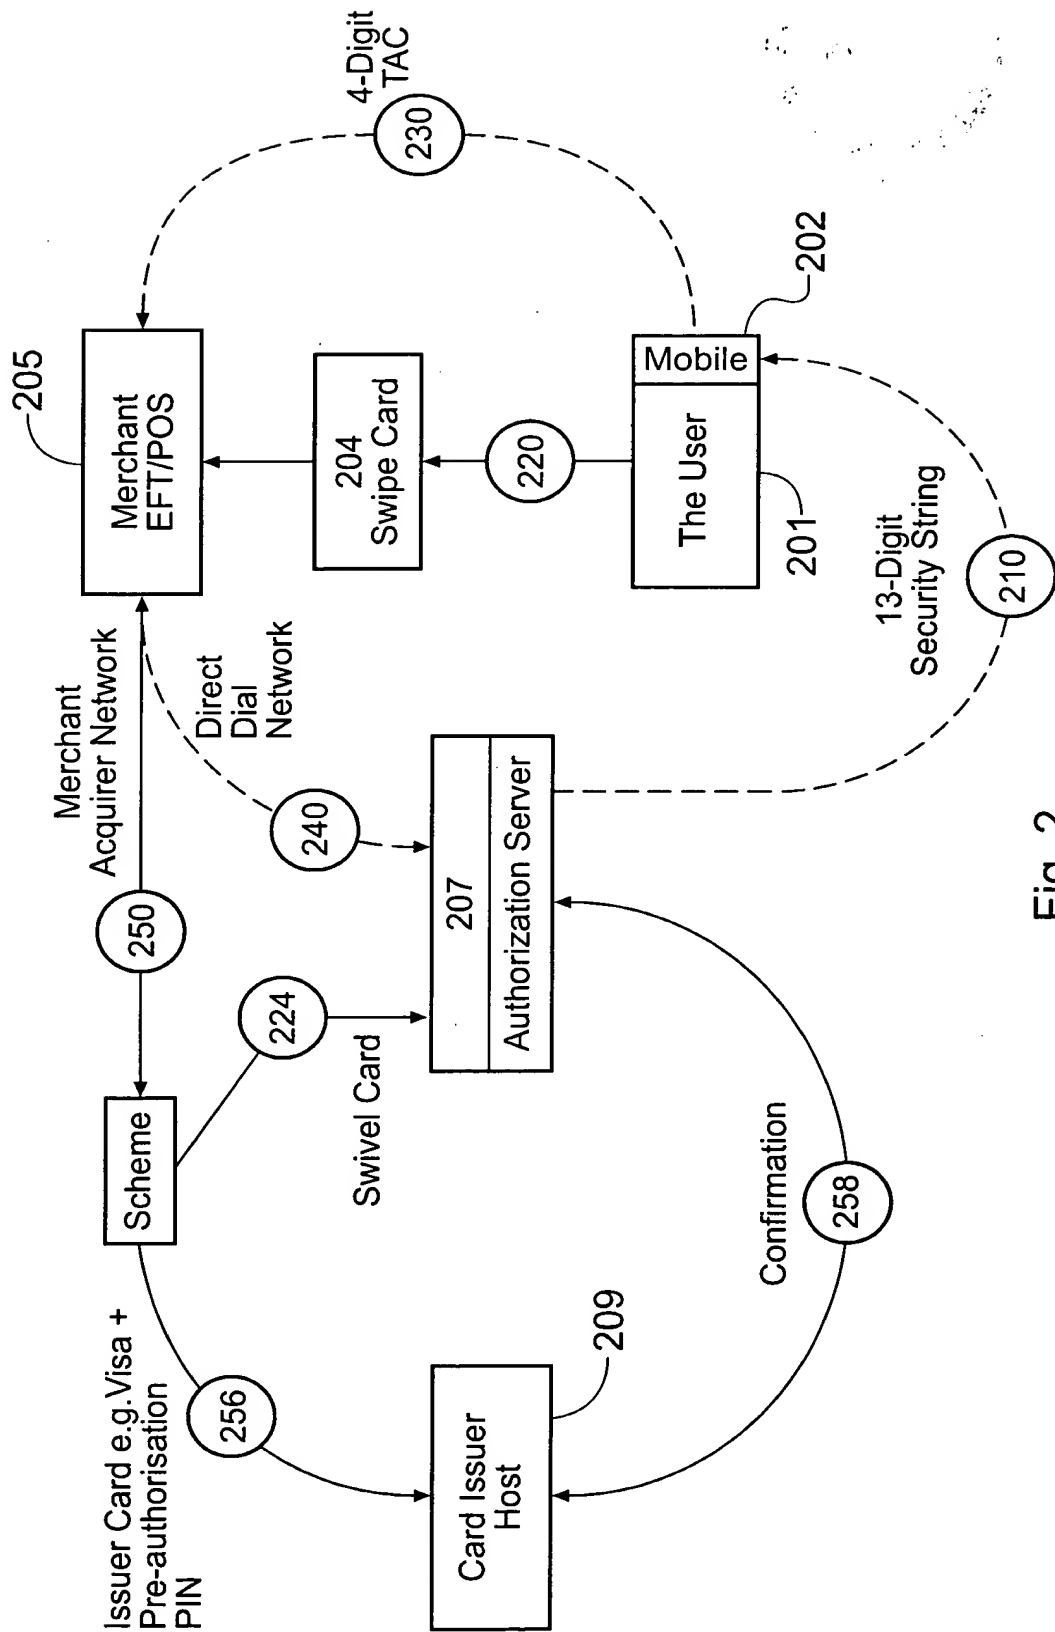 Issuer Card e.g.Visa +
Pre-authorisation
PIN
256
Scheme
250
Merchant
Acquirer Network
205
Merchant
EFT/POS
4-Digit
TAC
230
224
Swivel Card
240
Direct
Dial
Network
204
Swipe Card
220
Card Issuer
Host
209
207
Authorization Server
The User
Mobile
201
202
Confirmation
258
13-Digit
Security String
210
Fig. 2